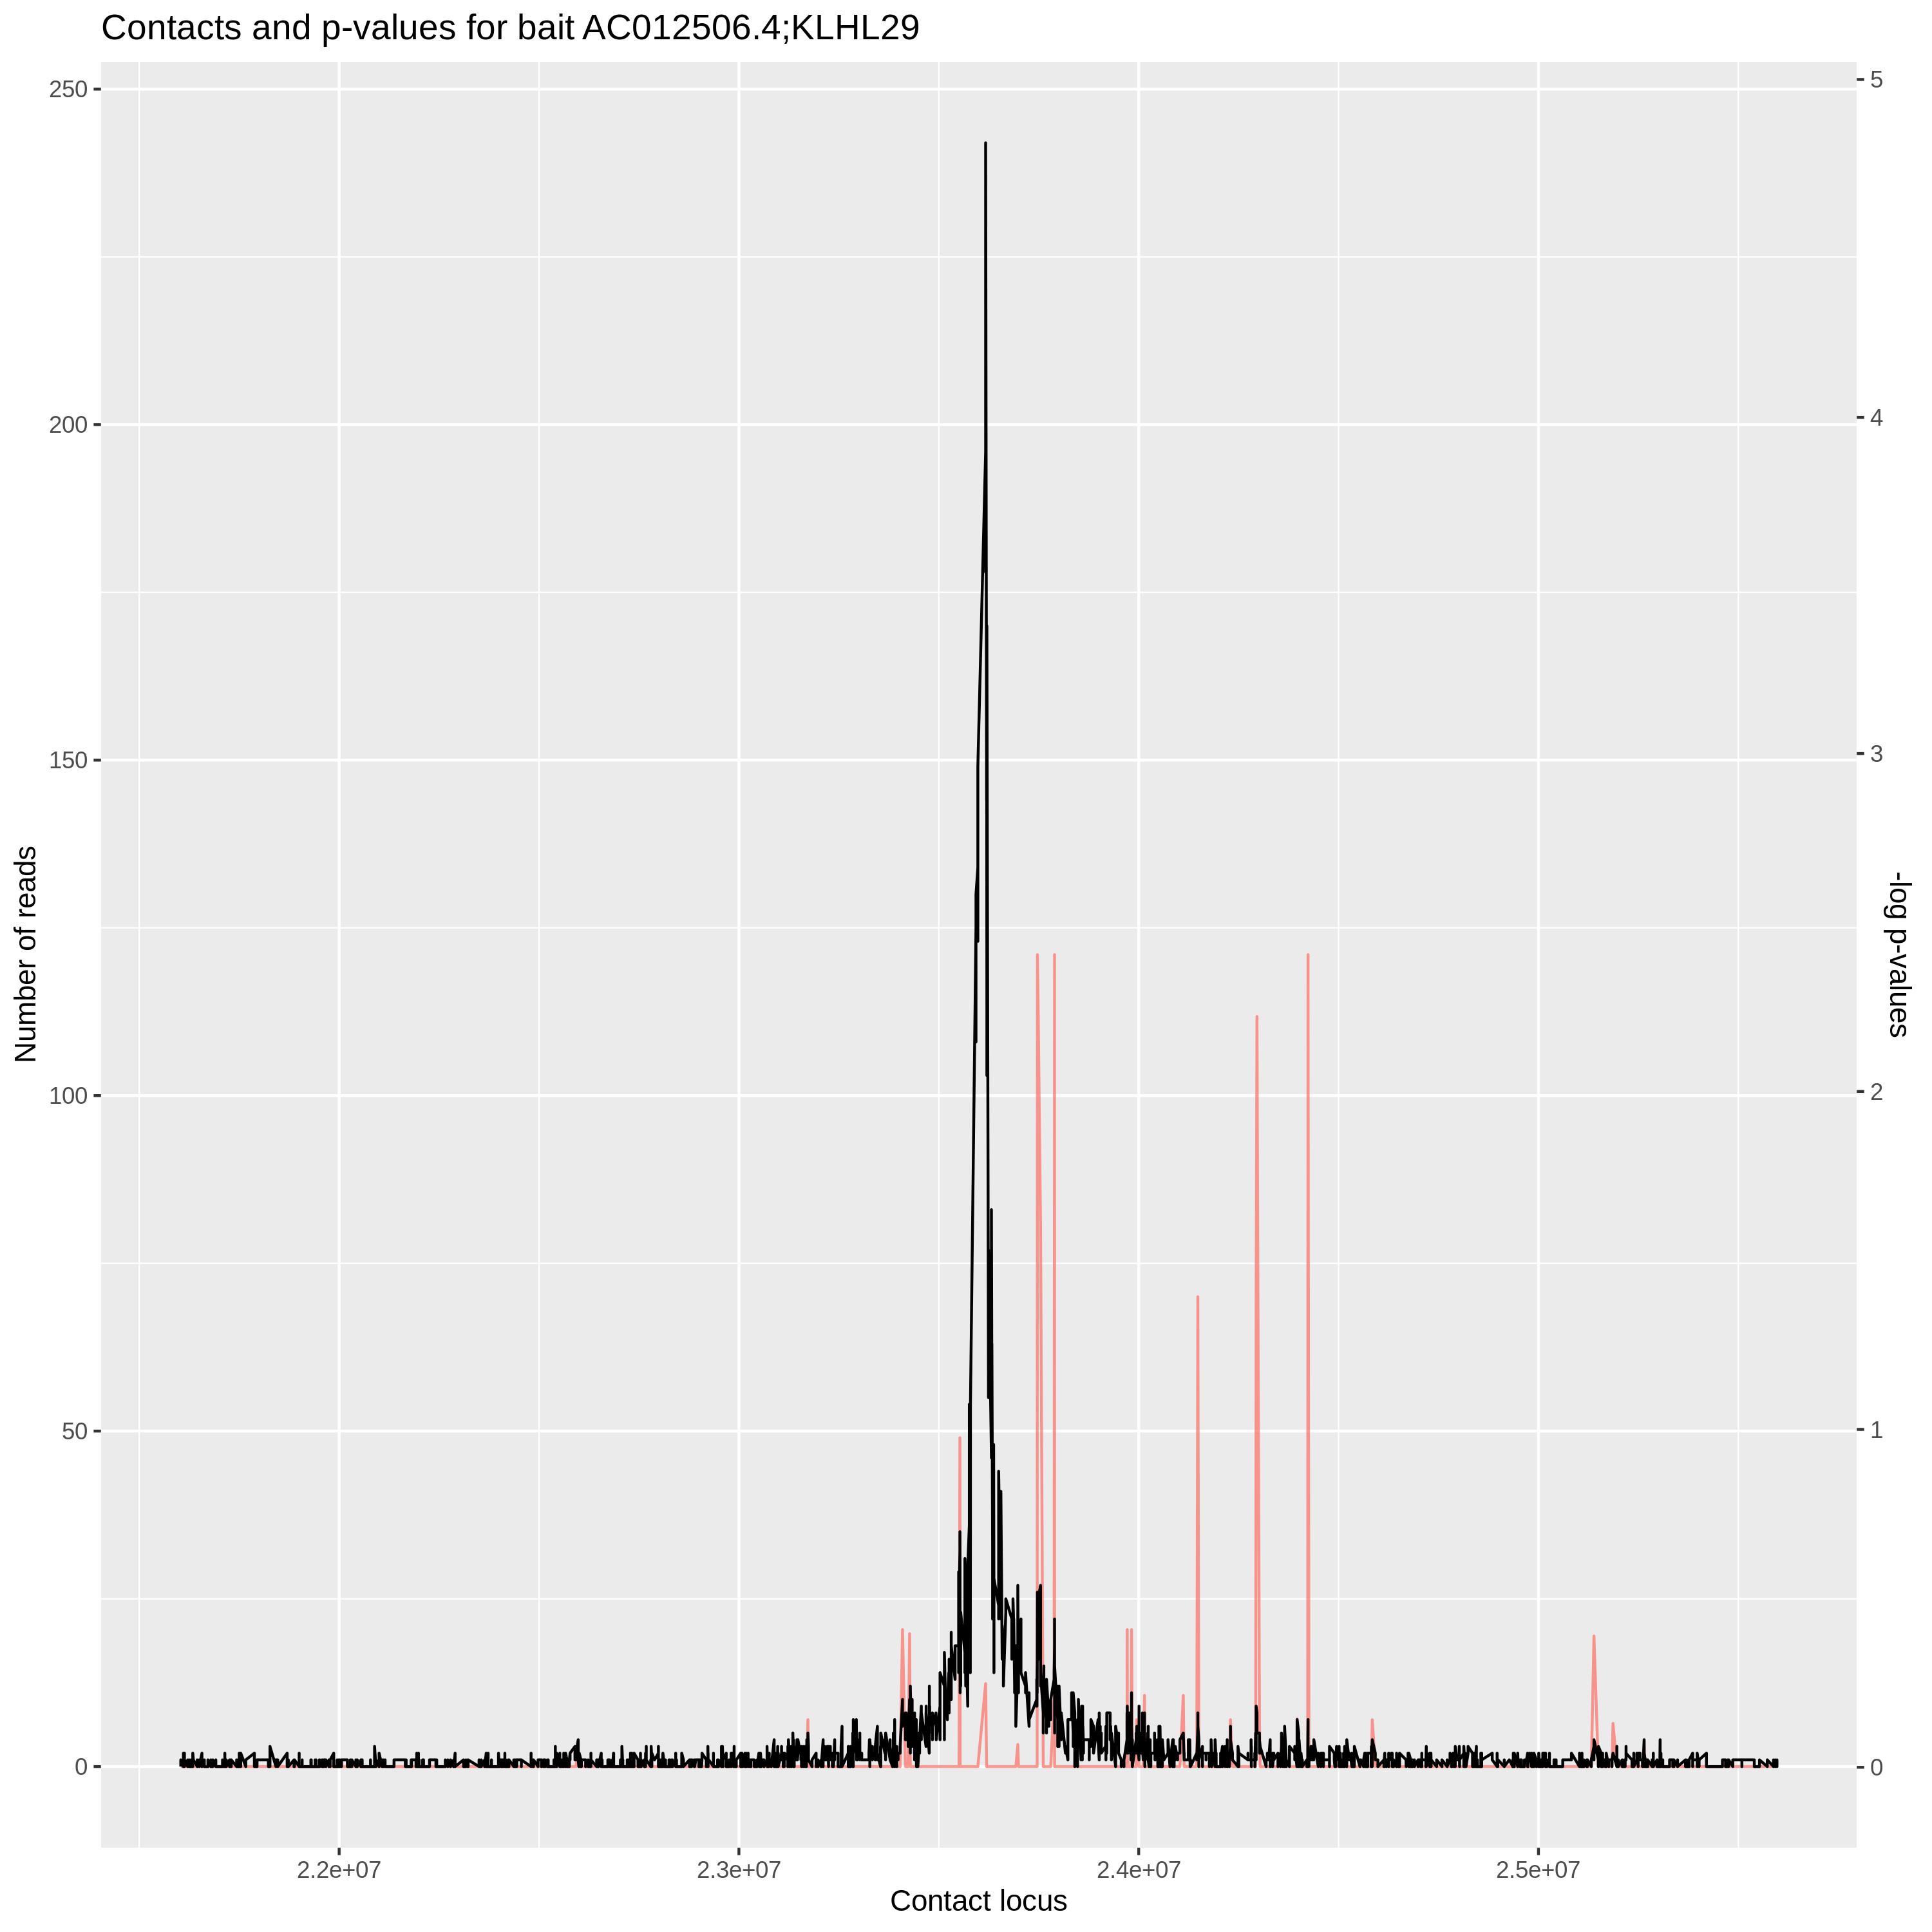 Contacts and p-values for bait AC012506.4;KLHL29
250
200
150
100
50
0
Number of reads
5
4
3
2
1
0
-log p-values
2.2e+07
2.3e+07
2.4e+07
2.5e+07
Contact locus